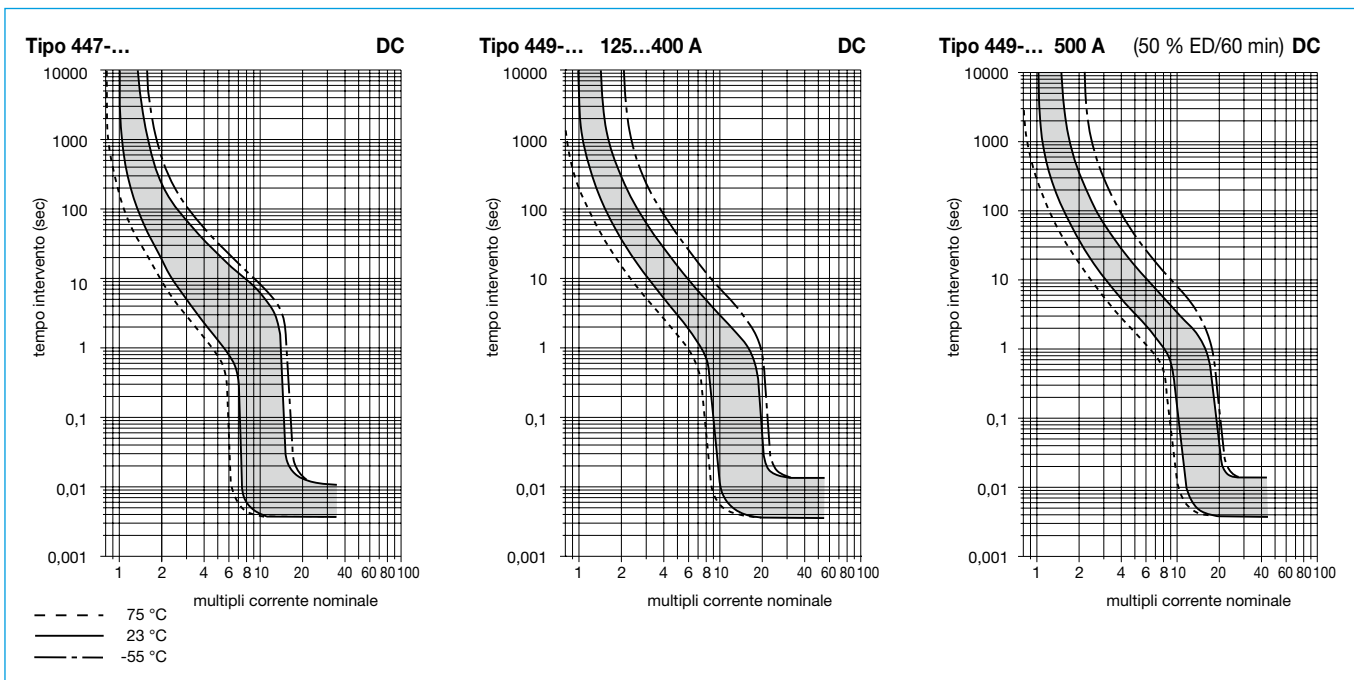 Tipo 447-... DC
10000
1000
100
10
1
0,1
0,01
0,001
tempo intervento (sec)
1 2 4 6 8 10 20 40 60 80 100
multipli corrente nominale
Tipo 449-... 125...400 A DC
10000
1000
100
10
1
0,1
0,01
0,001
tempo intervento (sec)
1 2 4 6 8 10 20 40 60 80 100
multipli corrente nominale
Tipo 449-... 500 A (50 % ED/60 min) DC
10000
1000
100
10
1
0,1
0,01
0,001
tempo intervento (sec)
1 2 4 6 8 10 20 40 60 80 100
multipli corrente nominale
75 °C
23 °C
-55 °C